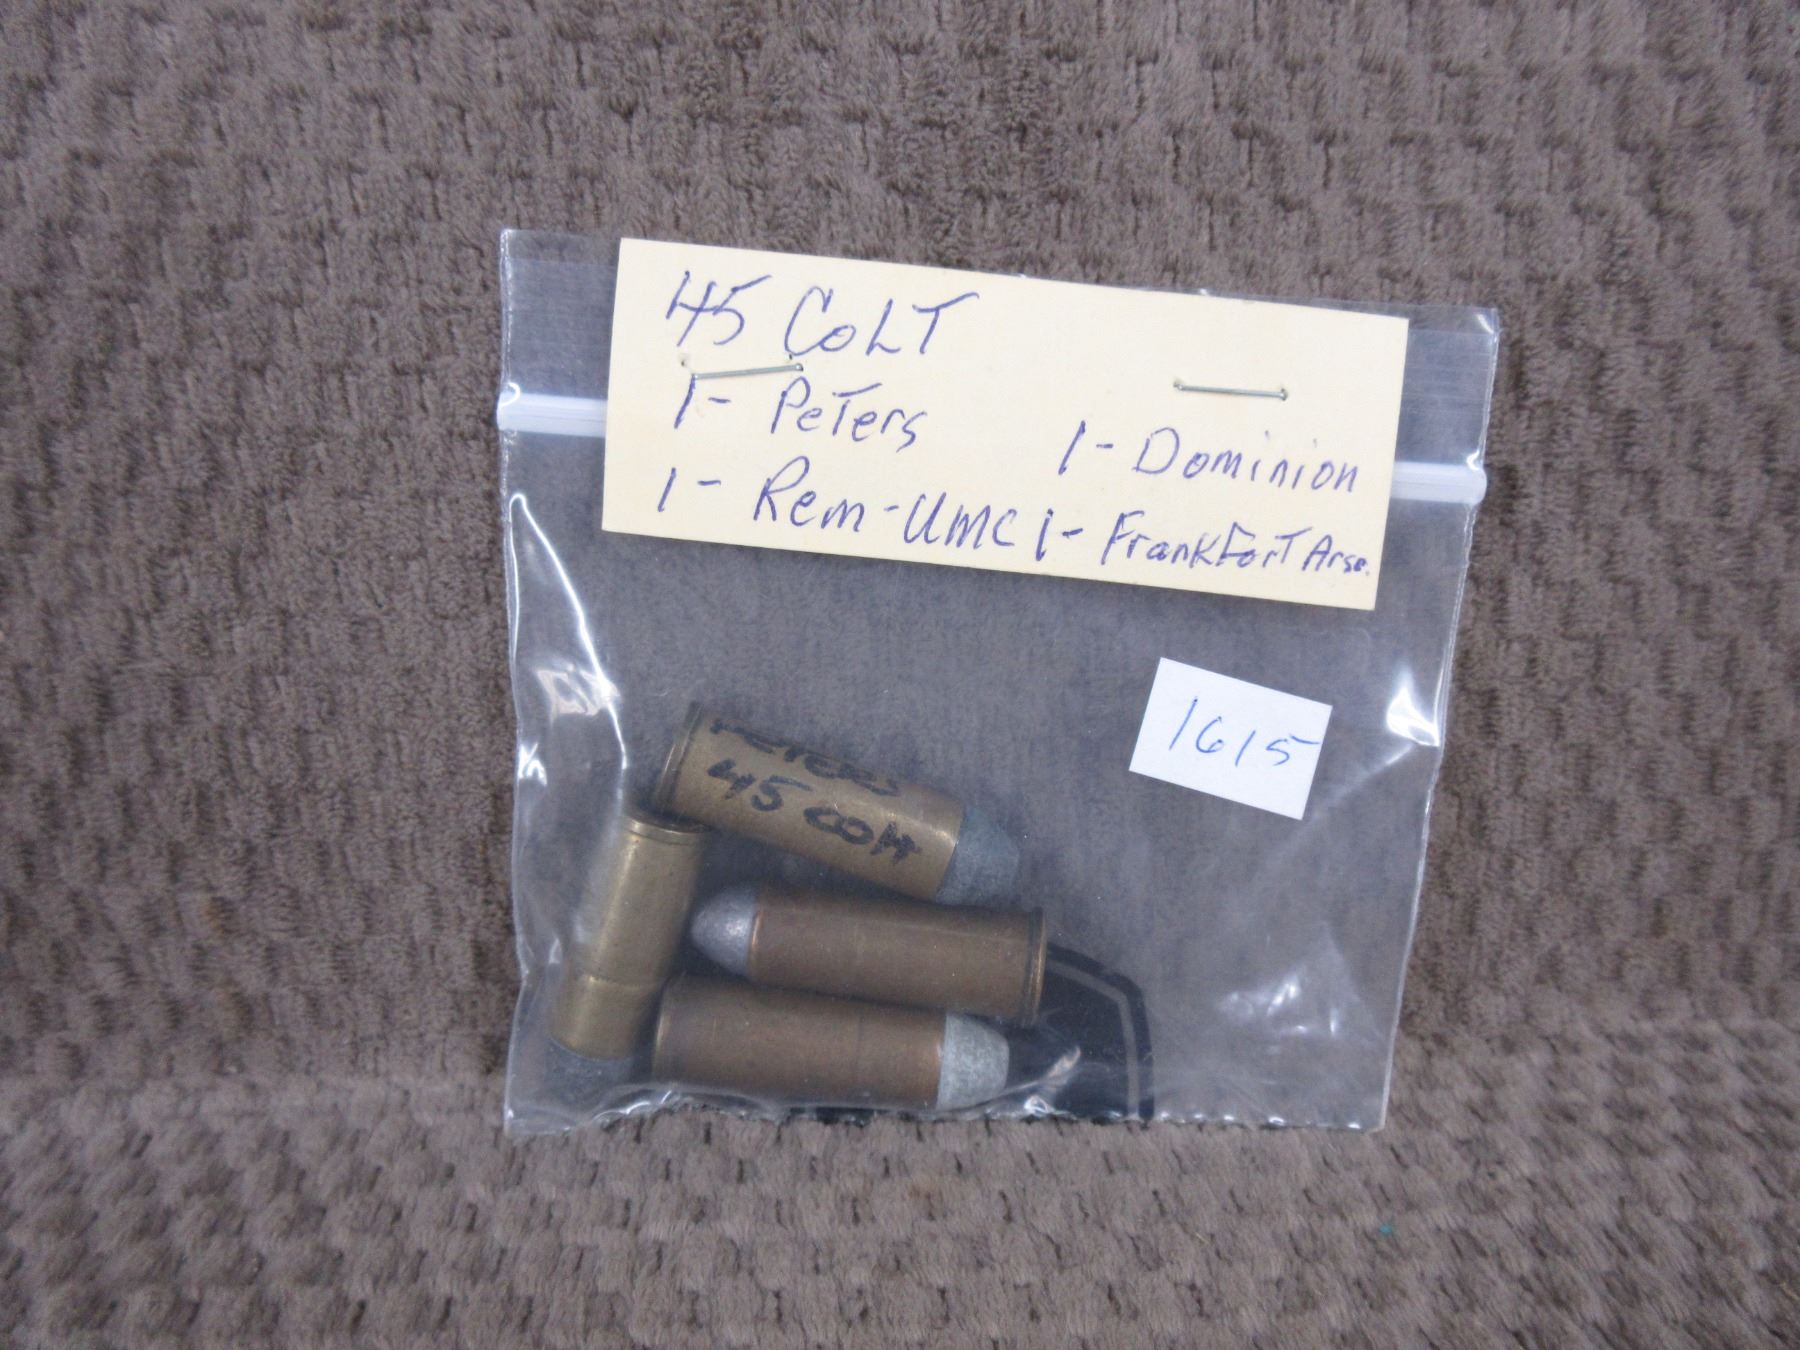 45 COLT
1- Peters
1- Dominion
1- Rem-UMC
1- Frankfort Arse.
1615
PETERS
45 Colt